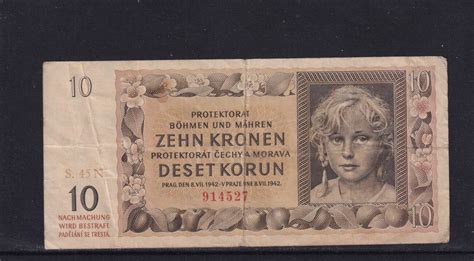 10
10
PROTEKTORAT
BÖHMEN UND MÄHREN
ZEHN KRONEN
PROTEKTORÁT ČECHY A MORAVA
DESET KORUN
PRAG, DEN 8. VII. 1942 - V PRAZE DNE 8. VII. 1942.
914527
S. 45 N
10
NACHMACHUNG
WIRD BESTRAFT
PADĚLÁNÍ SE TRESTÁ.
10